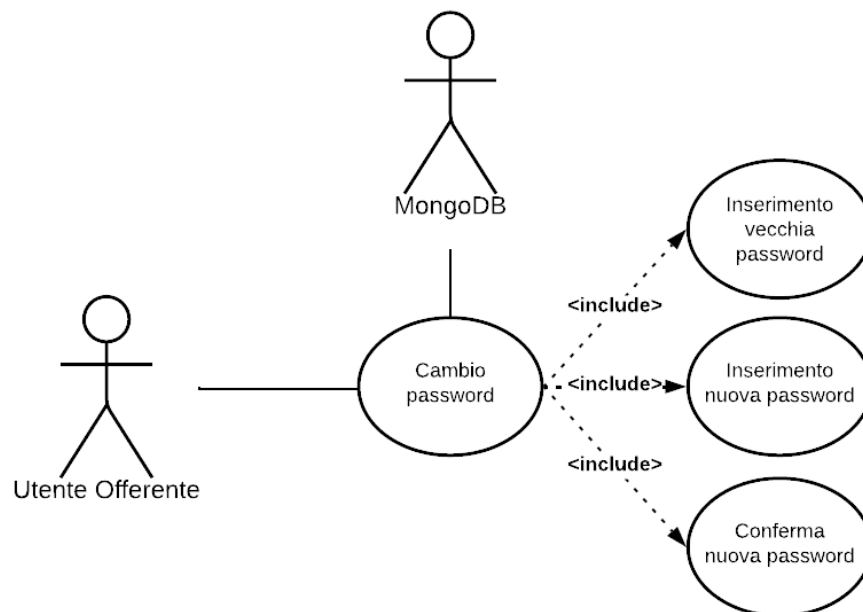 MongoDB
Inserimento
vecchia
password
<include>
Cambio
password
<include>
Inserimento
nuova password
<include>
Utente Offerente
Conferma
nuova password